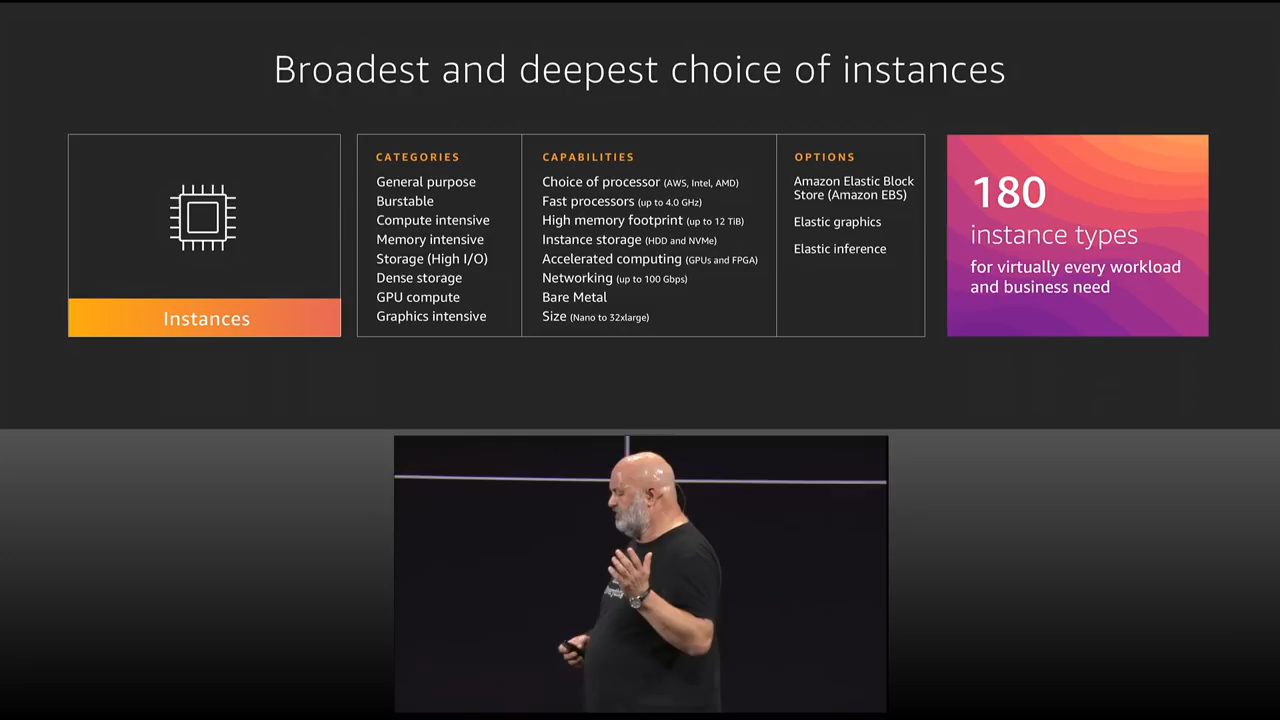 Broadest and deepest choice of instances
Instances
CATEGORIES
General purpose
Burstable
Compute intensive
Memory intensive
Storage (High I/O)
Dense storage
GPU compute
Graphics intensive
CAPABILITIES
Choice of processor (AWS, Intel, AMD)
Fast processors (up to 4.0 GHz)
High memory footprint (up to 12 TiB)
Instance storage (HDD and NVMe)
Accelerated computing (GPUs and FPGA)
Networking (up to 100 Gbps)
Bare Metal
Size (Nano to 32xlarge)
OPTIONS
Amazon Elastic Block
Store (Amazon EBS)
Elastic graphics
Elastic inference
180
instance types
for virtually every workload
and business need